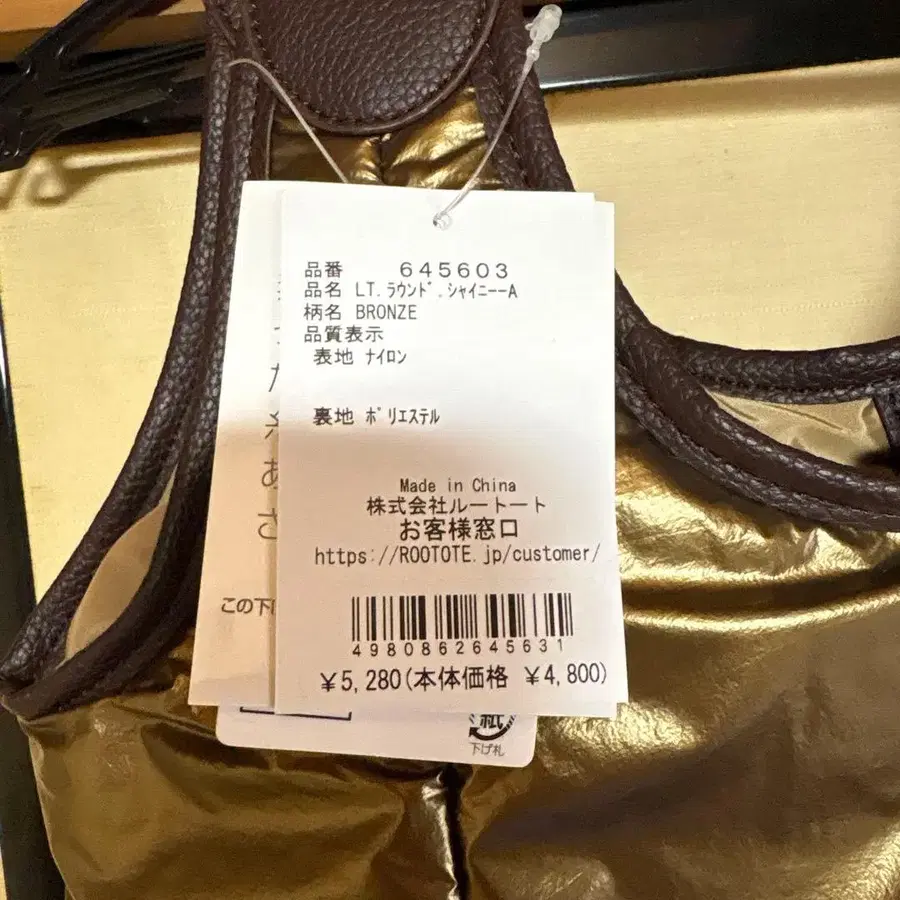 品番 645603
品名 LT.ラウンド.シャイニーーA
柄名 BRONZE
品質表示
表地 ナイロン
裏地 ポリエステル
Made in China
株式会社ルートート
お客様窓口
https://ROOTOTE.jp/customer/
4980862645631
¥5,280(本体価格 ¥4,800)
この下
紙
下げ札